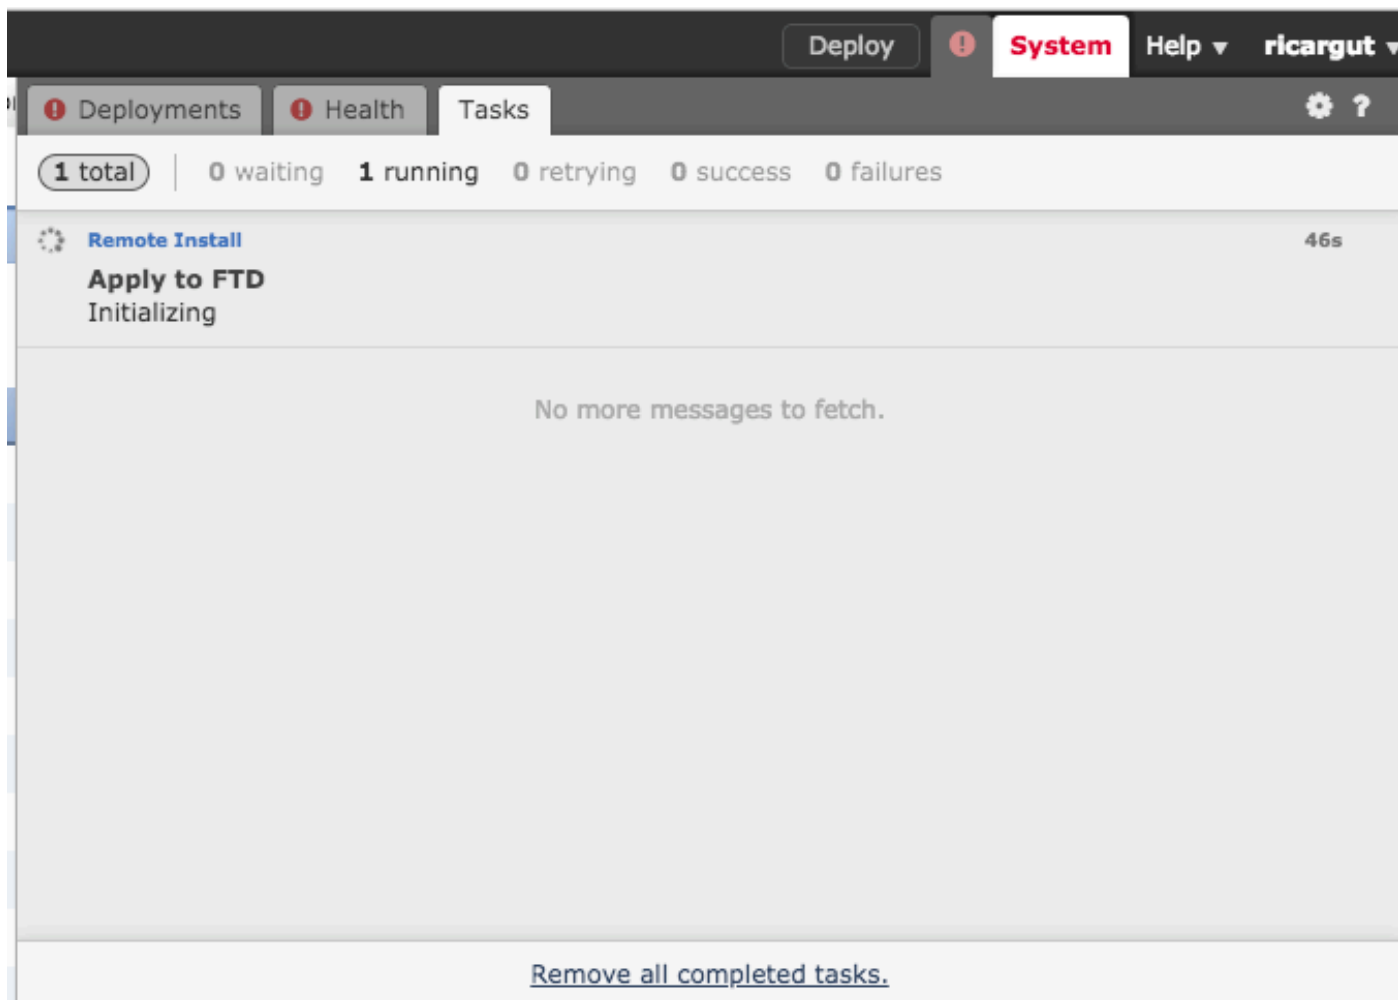 Deploy System Help ricargut
Deployments Health Tasks ?
1 total 0 waiting 1 running 0 retrying 0 success 0 failures
Remote Install 46s
Apply to FTD
Initializing
No more messages to fetch.
Remove all completed tasks.